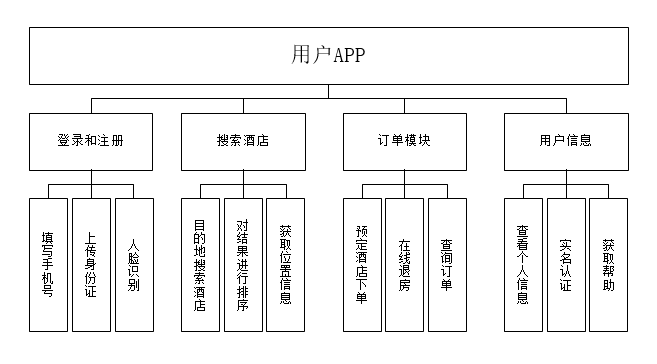 用户APP
登录和注册
搜索酒店
订单模块
用户信息
填写手机号
上传身份证
人脸识别
目的地搜索酒店
对结果进行排序
获取位置信息
预定酒店下单
在线退房
查询订单
查看个人信息
实名认证
获取帮助